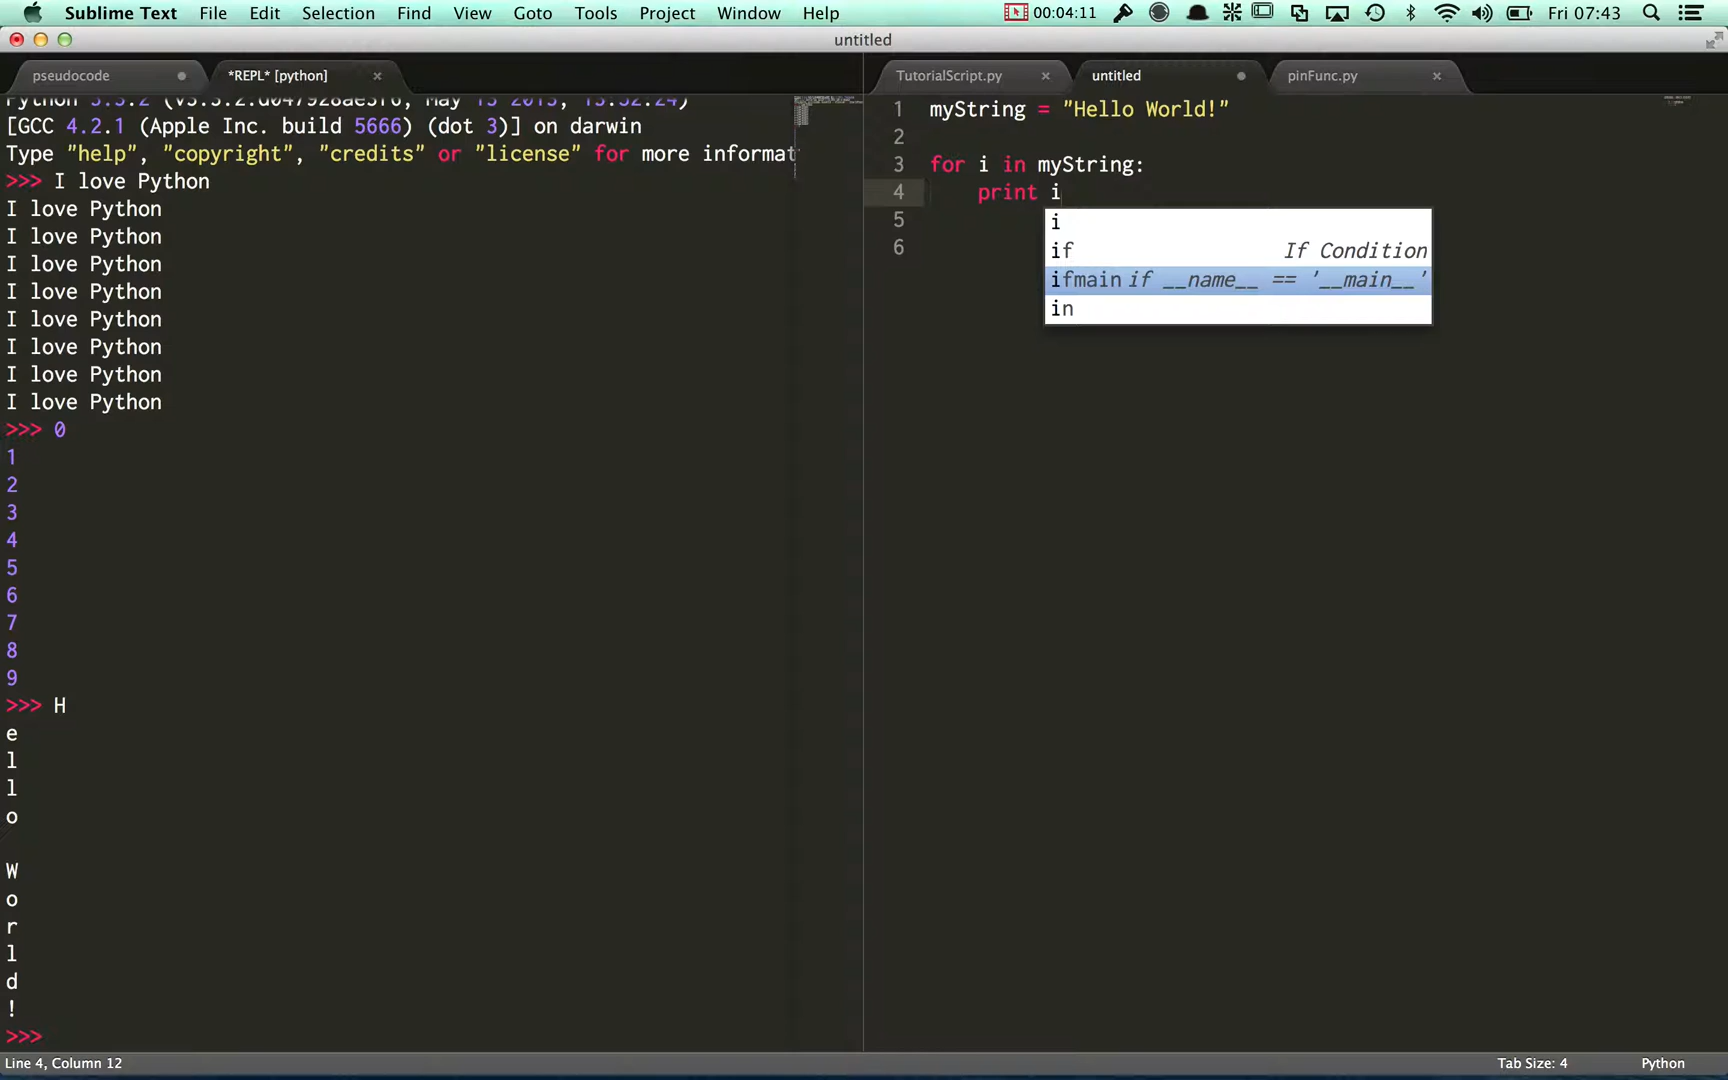 Sublime Text File Edit Selection Find View Goto Tools Project Window Help 00:04:11 Fri 07:43
untitled
pseudocode *REPL* [python]
[GCC 4.2.1 (Apple Inc. build 5666) (dot 3)] on darwin
Type "help", "copyright", "credits" or "license" for more informat
>>> I love Python
I love Python
I love Python
I love Python
I love Python
I love Python
I love Python
I love Python
I love Python
>>> 0
1
2
3
4
5
6
7
8
9
>>> H
e
l
l
o
W
o
r
l
d
!
>>>
TutorialScript.py untitled pinFunc.py
1 myString = "Hello World!"
2
3 for i in myString:
4 print i
5
6
i
if If Condition
ifmain if __name__ == '__main__'
in
Line 4, Column 12 Tab Size: 4 Python